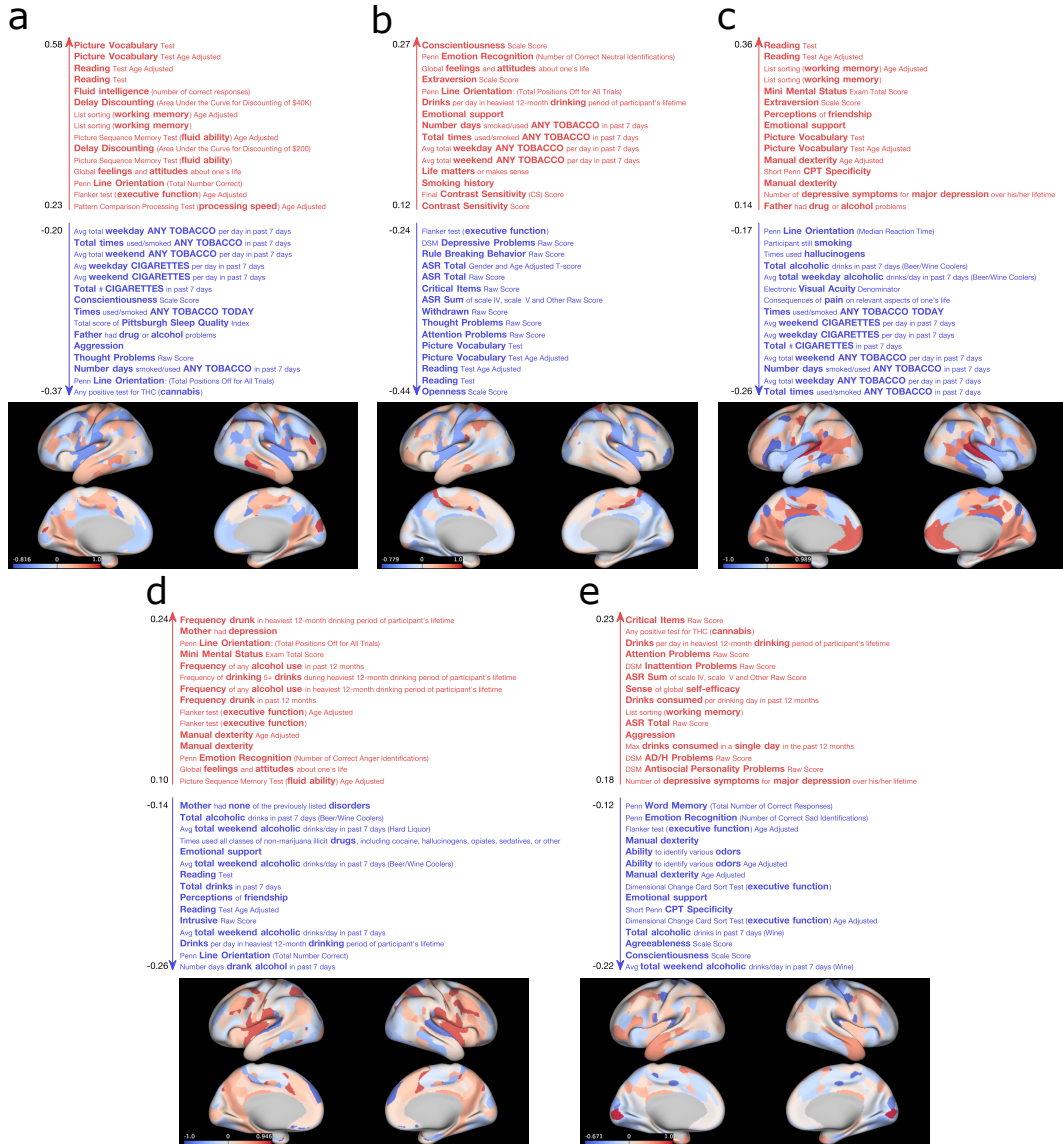 a
0.58
Picture Vocabulary Test
Picture Vocabulary Test Age Adjusted
Reading Test Age Adjusted
Reading Test
Fluid intelligence (number of correct responses)
Delay Discounting (Area Under the Curve for Discounting of $40K)
List sorting (working memory) Age Adjusted
List sorting (working memory)
Picture Sequence Memory Test (fluid ability) Age Adjusted
Delay Discounting (Area Under the Curve for Discounting of $200)
Picture Sequence Memory Test (fluid ability)
Global feelings and attitudes about one's life
Penn Line Orientation (Total Number Correct)
Flanker test (executive function) Age Adjusted
0.23 Pattern Comparison Processing Test (processing speed) Age Adjusted
-0.20 Avg total weekday ANY TOBACCO per day in past 7 days
Total times used/smoked ANY TOBACCO in past 7 days
Avg total weekend ANY TOBACCO per day in past 7 days
Avg weekday CIGARETTES per day in past 7 days
Avg weekend CIGARETTES per day in past 7 days
Total # CIGARETTES in past 7 days
Conscientiousness Scale Score
Times used/smoked ANY TOBACCO TODAY
Total score of Pittsburgh Sleep Quality Index
Father had drug or alcohol problems
Aggression
Thought Problems Raw Score
Number days smoked/used ANY TOBACCO in past 7 days
Penn Line Orientation: (Total Positions Off for All Trials)
-0.37 Any positive test for THC (cannabis)
-0.816 0 1.0
b
0.27 Conscientiousness Scale Score
Penn Emotion Recognition (Number of Correct Neutral Identifications)
Global feelings and attitudes about one's life
Extraversion Scale Score
Penn Line Orientation: (Total Positions Off for All Trials)
Drinks per day in heaviest 12-month drinking period of participant's lifetime
Emotional support
Number days smoked/used ANY TOBACCO in past 7 days
Total times used/smoked ANY TOBACCO in past 7 days
Avg total weekday ANY TOBACCO per day in past 7 days
Avg total weekend ANY TOBACCO per day in past 7 days
Life matters or makes sense
Smoking history
Final Contrast Sensitivity (CS) Score
0.12 Contrast Sensitivity Score
-0.24 Flanker test (executive function)
DSM Depressive Problems Raw Score
Rule Breaking Behavior Raw Score
ASR Total Gender and Age Adjusted T-score
ASR Total Raw Score
Critical Items Raw Score
ASR Sum of scale IV, scale V and Other Raw Score
Withdrawn Raw Score
Thought Problems Raw Score
Attention Problems Raw Score
Picture Vocabulary Test
Picture Vocabulary Test Age Adjusted
Reading Test Age Adjusted
Reading Test
-0.44 Openness Scale Score
-0.779 0 1.0
c
0.36 Reading Test
Reading Test Age Adjusted
List sorting (working memory) Age Adjusted
List sorting (working memory)
Mini Mental Status Exam Total Score
Extraversion Scale Score
Perceptions of friendship
Emotional support
Picture Vocabulary Test
Picture Vocabulary Test Age Adjusted
Manual dexterity Age Adjusted
Short Penn CPT Specificity
Manual dexterity
Number of depressive symptoms for major depression over his/her lifetime
0.14 Father had drug or alcohol problems
-0.17 Penn Line Orientation (Median Reaction Time)
Participant still smoking
Times used hallucinogens
Total alcoholic drinks in past 7 days (Beer/Wine Coolers)
Avg total weekday alcoholic drinks/day in past 7 days (Beer/Wine Coolers)
Electronic Visual Acuity Denominator
Consequences of pain on relevant aspects of one's life
Times used/smoked ANY TOBACCO TODAY
Avg weekend CIGARETTES per day in past 7 days
Avg weekday CIGARETTES per day in past 7 days
Total # CIGARETTES in past 7 days
Avg total weekend ANY TOBACCO per day in past 7 days
Number days smoked/used ANY TOBACCO in past 7 days
Avg total weekday ANY TOBACCO per day in past 7 days
-0.26 Total times used/smoked ANY TOBACCO in past 7 days
-1.0 0 0.989
d
0.24 Frequency drunk in heaviest 12-month drinking period of participant's lifetime
Mother had depression
Penn Line Orientation: (Total Positions Off for All Trials)
Mini Mental Status Exam Total Score
Frequency of any alcohol use in past 12 months
Frequency of drinking 5+ drinks during heaviest 12-month drinking period of participant's lifetime
Frequency of any alcohol use in heaviest 12-month drinking period of participant's lifetime
Frequency drunk in past 12 months
Flanker test (executive function) Age Adjusted
Flanker test (executive function)
Manual dexterity Age Adjusted
Manual dexterity
Penn Emotion Recognition (Number of Correct Anger Identifications)
Global feelings and attitudes about one's life
0.10 Picture Sequence Memory Test (fluid ability) Age Adjusted
-0.14 Mother had none of the previously listed disorders
Total alcoholic drinks in past 7 days (Beer/Wine Coolers)
Avg total weekend alcoholic drinks/day in past 7 days (Hard Liquor)
Times used all classes of non-marijuana illicit drugs, including cocaine, hallucinogens, opiates, sedatives, or other
Emotional support
Avg total weekend alcoholic drinks/day in past 7 days (Beer/Wine Coolers)
Reading Test
Total drinks in past 7 days
Perceptions of friendship
Reading Test Age Adjusted
Intrusive Raw Score
Avg total weekend alcoholic drinks/day in past 7 days
Drinks per day in heaviest 12-month drinking period of participant's lifetime
Penn Line Orientation (Total Number Correct)
-0.26 Number days drank alcohol in past 7 days
-1.0 0 0.946
e
0.23 Critical Items Raw Score
Any positive test for THC (cannabis)
Drinks per day in heaviest 12-month drinking period of participant's lifetime
Attention Problems Raw Score
DSM Inattention Problems Raw Score
ASR Sum of scale IV, scale V and Other Raw Score
Sense of global self-efficacy
Drinks consumed per drinking day in past 12 months
List sorting (working memory)
ASR Total Raw Score
Aggression
Max drinks consumed in a single day in the past 12 months
DSM AD/H Problems Raw Score
DSM Antisocial Personality Problems Raw Score
0.18 Number of depressive symptoms for major depression over his/her lifetime
-0.12 Penn Word Memory (Total Number of Correct Responses)
Penn Emotion Recognition (Number of Correct Sad Identifications)
Flanker test (executive function) Age Adjusted
Manual dexterity
Ability to identify various odors
Ability to identify various odors Age Adjusted
Manual dexterity Age Adjusted
Dimensional Change Card Sort Test (executive function)
Emotional support
Short Penn CPT Specificity
Dimensional Change Card Sort Test (executive function) Age Adjusted
Total alcoholic drinks in past 7 days (Wine)
Agreeableness Scale Score
Conscientiousness Scale Score
-0.22 Avg total weekend alcoholic drinks/day in past 7 days (Wine)
-0.671 0 1.0